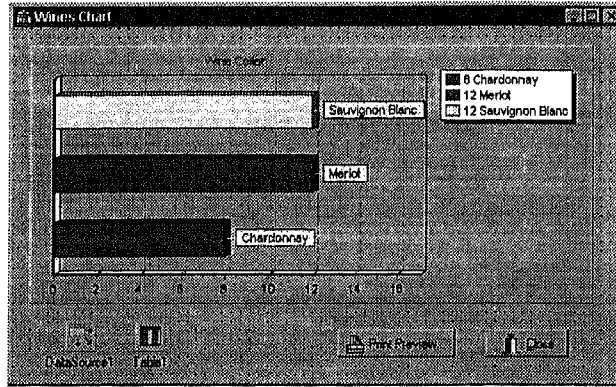 Wines Chart
Wine Color
8 Chardonnay
12 Merlot
12 Sauvignon Blanc
Sauvignon Blanc
Merlot
Chardonnay
0 2 4 6 8 10 12 14 16
DataSource1 Table1
Print Preview Close